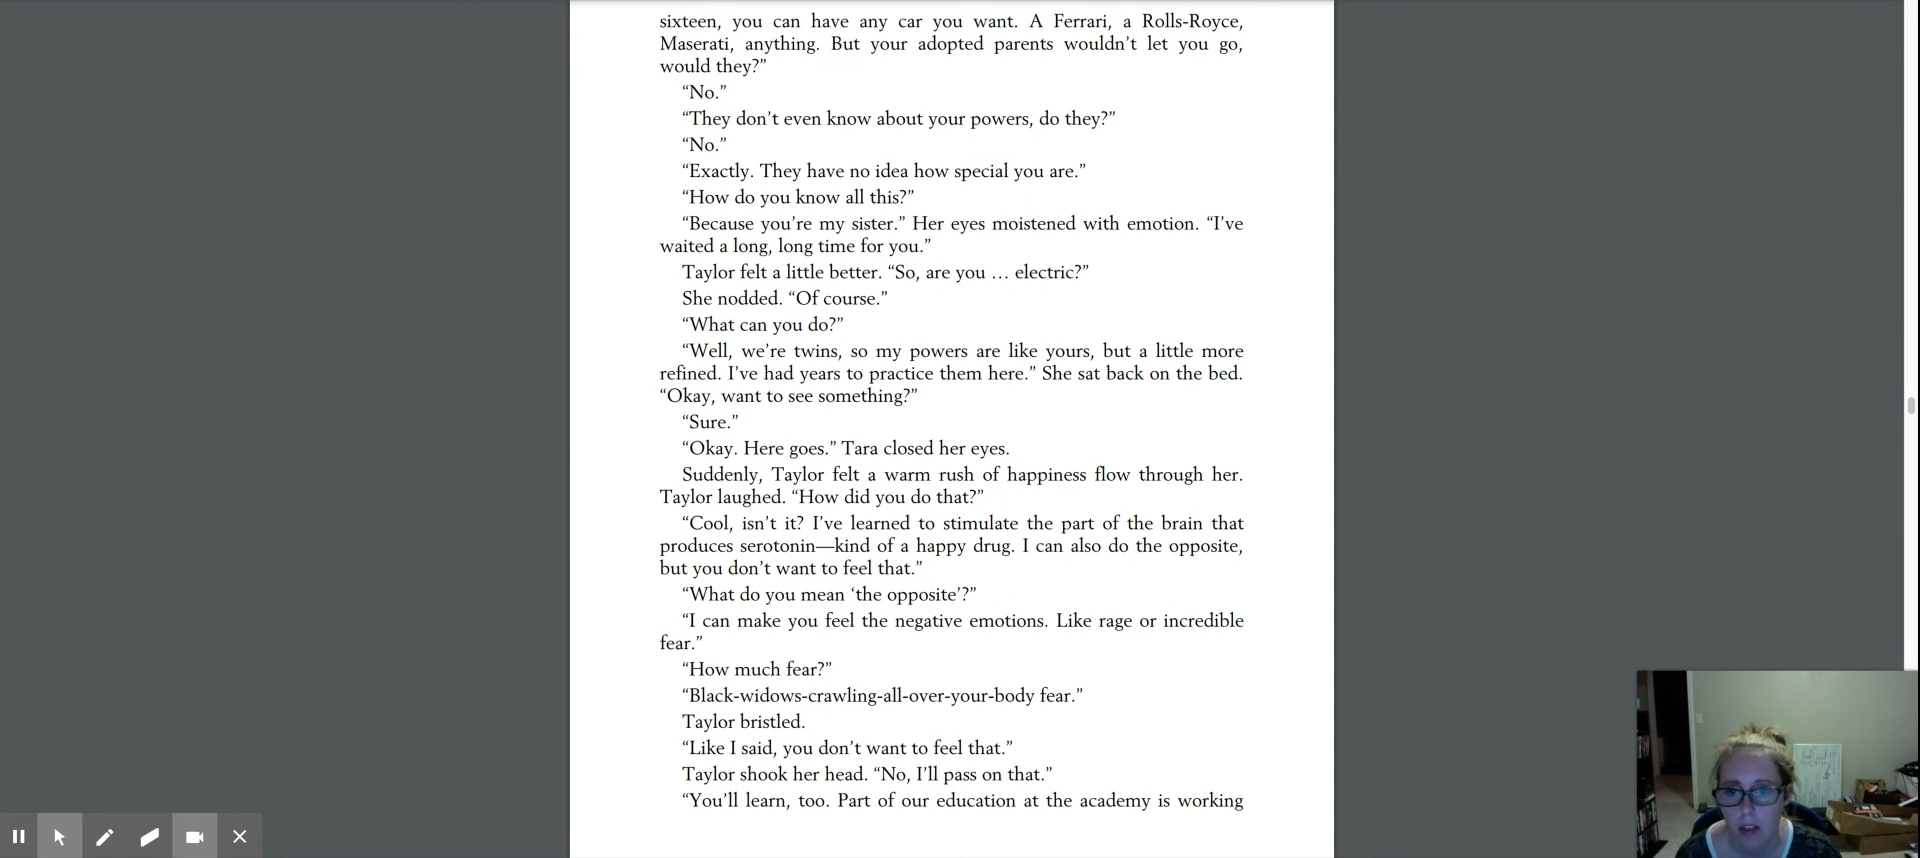 sixteen, you can have any car you want. A Ferrari, a Rolls-Royce,
Maserati, anything. But your adopted parents wouldn’t let you go,
would they?”
“No.”
“They don’t even know about your powers, do they?”
“No.”
“Exactly. They have no idea how special you are.”
“How do you know all this?”
“Because you’re my sister.” Her eyes moistened with emotion. “I’ve
waited a long, long time for you.”
Taylor felt a little better. “So, are you … electric?”
She nodded. “Of course.”
“What can you do?”
“Well, we’re twins, so my powers are like yours, but a little more
refined. I’ve had years to practice them here.” She sat back on the bed.
“Okay, want to see something?”
“Sure.”
“Okay. Here goes.” Tara closed her eyes.
Suddenly, Taylor felt a warm rush of happiness flow through her.
Taylor laughed. “How did you do that?”
“Cool, isn’t it? I’ve learned to stimulate the part of the brain that
produces serotonin—kind of a happy drug. I can also do the opposite,
but you don’t want to feel that.”
“What do you mean ‘the opposite’?”
“I can make you feel the negative emotions. Like rage or incredible
fear.”
“How much fear?”
“Black-widows-crawling-all-over-your-body fear.”
Taylor bristled.
“Like I said, you don’t want to feel that.”
Taylor shook her head. “No, I’ll pass on that.”
“You’ll learn, too. Part of our education at the academy is working